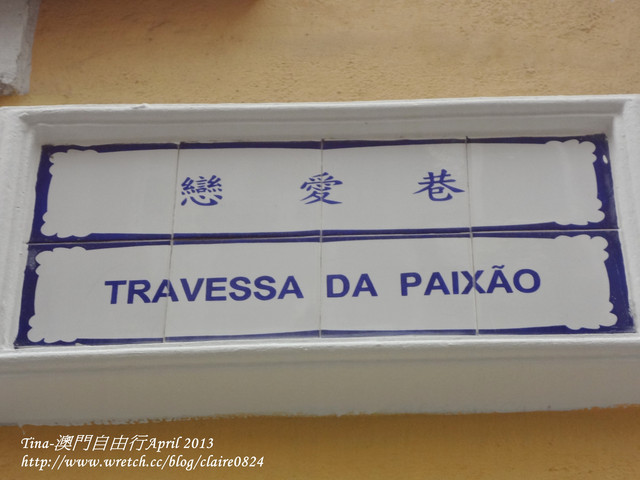 戀愛巷
TRAVESSA DA PAIXÃO
Tina-澳門自由行April 2013
http://www.wretch.cc/blog/claire0824